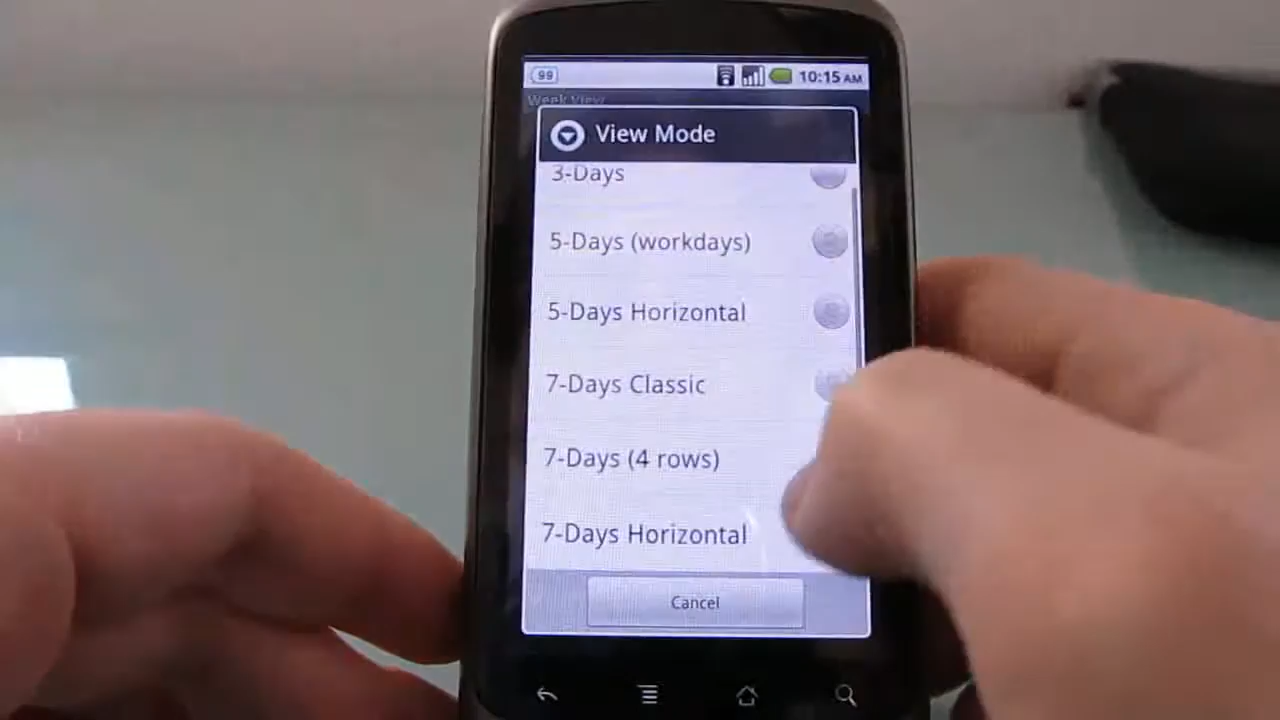 99
10:15 AM
Week View
View Mode
3-Days
5-Days (workdays)
5-Days Horizontal
7-Days Classic
7-Days (4 rows)
7-Days Horizontal
Cancel